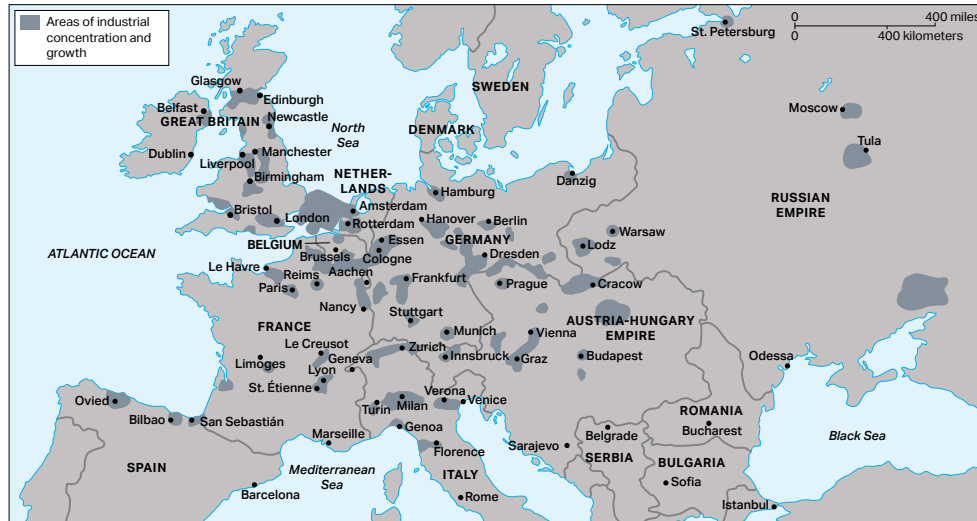 Areas of industrial
concentration and
growth
0
400 miles
400 kilometers
St. Petersburg
SWEDEN
Glasgow
Edinburgh
Belfast
GREAT BRITAIN
Newcastle
North
Sea
DENMARK
Moscow
Tula
Dublin
Liverpool
Manchester
Birmingham
NETHER-
LANDS
Hamburg
Danzig
RUSSIAN
EMPIRE
Amsterdam
Bristol
London
Rotterdam
Hanover
Berlin
Warsaw
ATLANTIC OCEAN
BELGIUM
Essen
GERMANY
Lodz
Brussels
Cologne
Dresden
Le Havre
Reims
Aachen
Frankfurt
Paris
Prague
Cracow
Nancy
Stuttgart
FRANCE
Munich
Vienna
AUSTRIA-HUNGARY
EMPIRE
Le Creusot
Geneva
Zurich
Innsbruck
Graz
Budapest
Odessa
Limoges
Lyon
St. Étienne
Ovied
Turin
Milan
Verona
Venice
ROMANIA
Bucharest
Bilbao
San Sebastián
Genoa
Marseille
Florence
Sarajevo
Belgrade
SERBIA
BULGARIA
Sofia
Black Sea
SPAIN
Mediterranean
Sea
ITALY
Barcelona
Rome
Istanbul